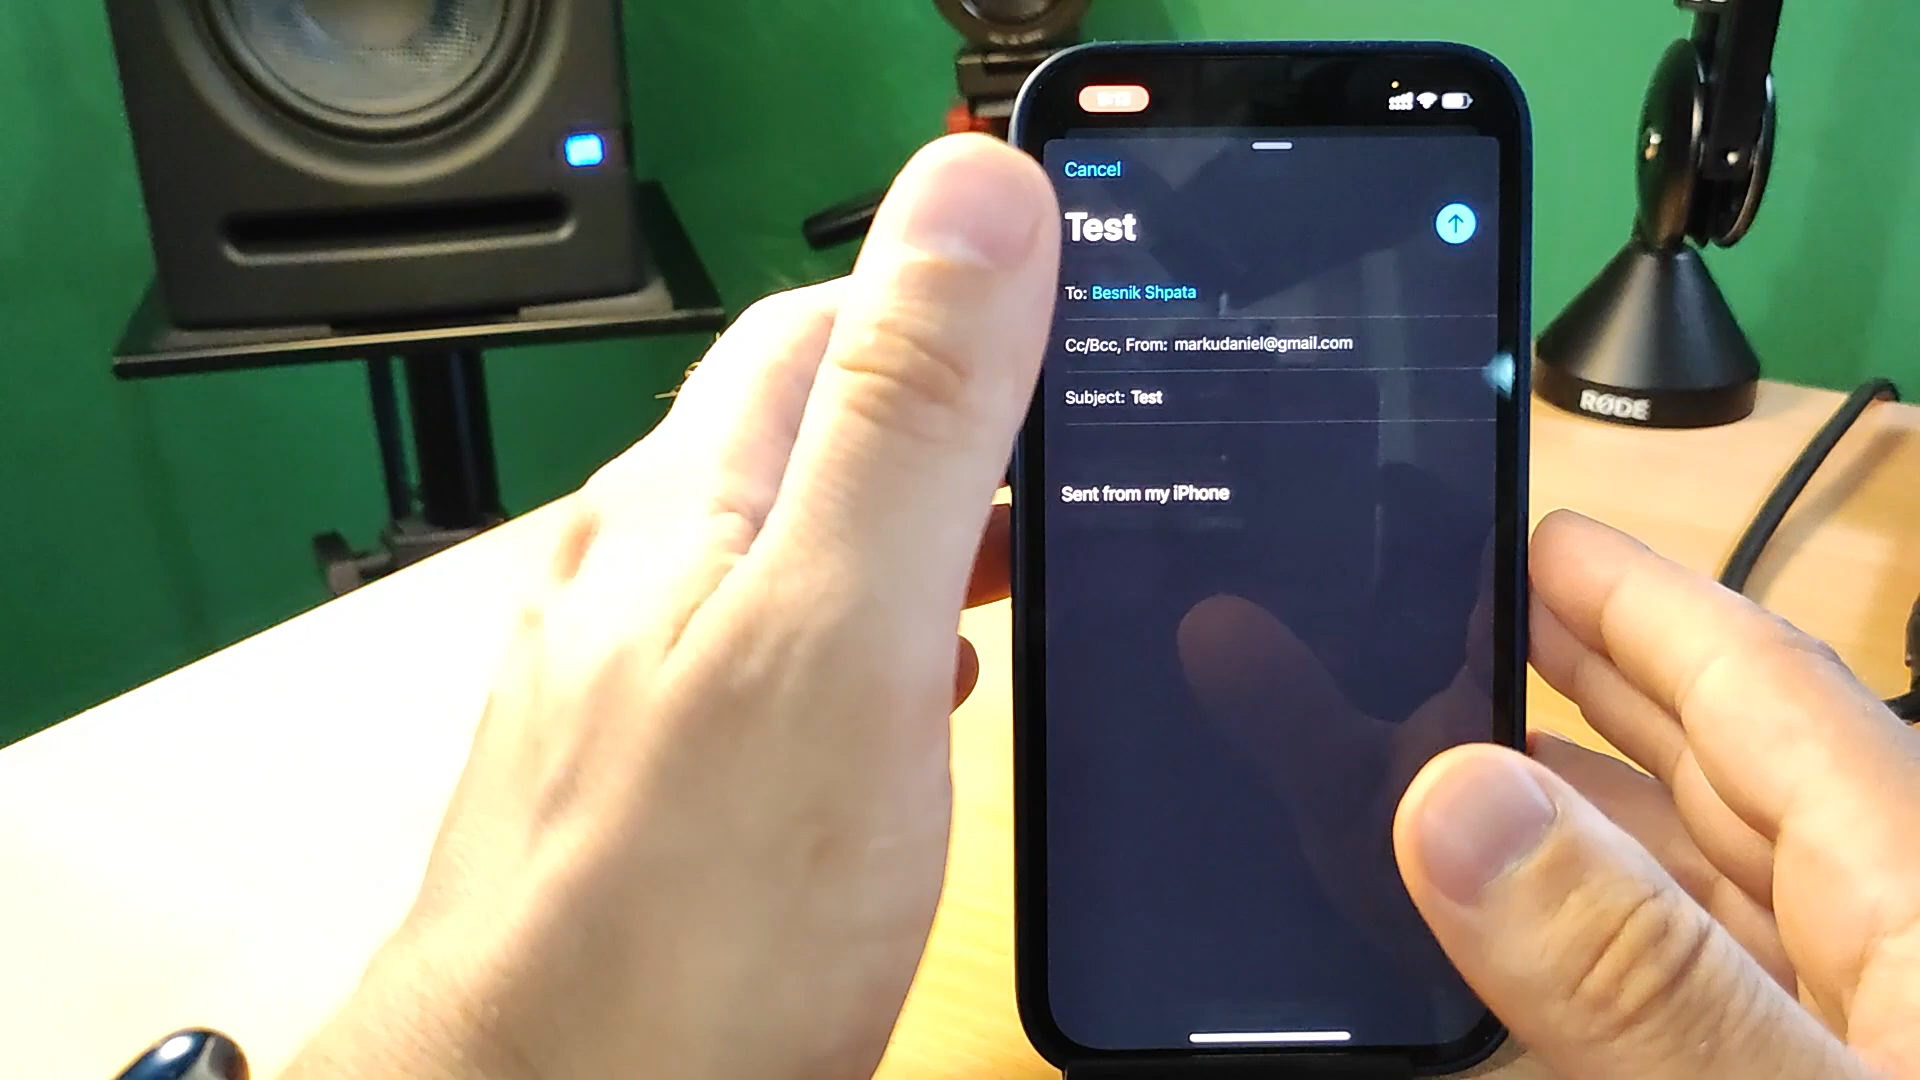 Cancel
Test
To: Besnik Shpata
Cc/Bcc, From: markudaniel@gmail.com
Subject: Test
Sent from my iPhone
RØDE